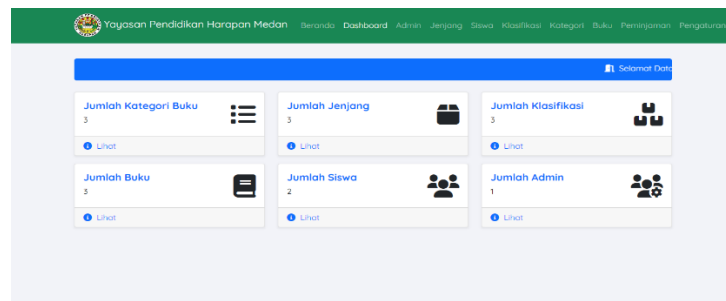 Yayasan Pendidikan Harapan Medan Beranda Dashboard Admin Jenjang Siswa Klasifikasi Kategori Buku Peminjaman Pengaturan
Selamat Data
Jumlah Kategori Buku
3
Lihat
Jumlah Jenjang
3
Lihat
Jumlah Klasifikasi
3
Lihat
Jumlah Buku
3
Lihat
Jumlah Siswa
2
Lihat
Jumlah Admin
1
Lihat